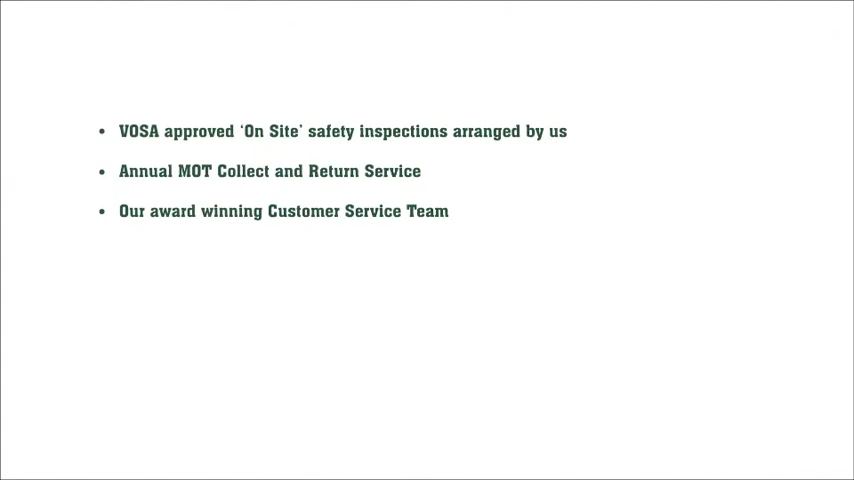 • VOSA approved ‘On Site’ safety inspections arranged by us
• Annual MOT Collect and Return Service
• Our award winning Customer Service Team